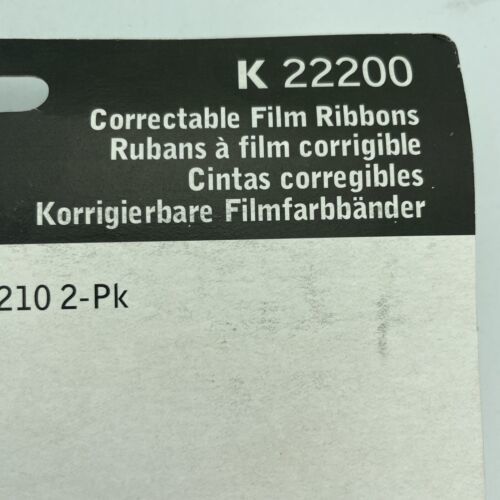 K 22200
Correctable Film Ribbons
Rubans à film corrigible
Cintas corregibles
Korrigierbare Filmfarbbänder
210 2-Pk